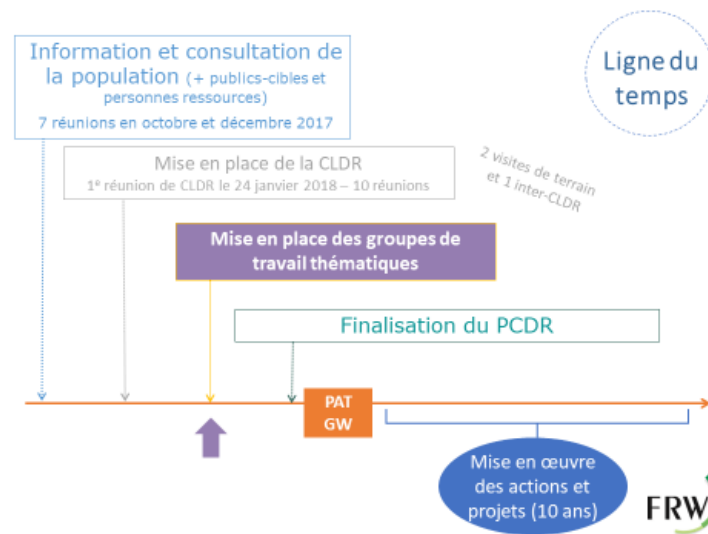 Information et consultation de
la population (+ publics-cibles et
personnes ressources)
7 réunions en octobre et décembre 2017
Ligne du
temps
Mise en place de la CLDR
1e réunion de CLDR le 24 janvier 2018 – 10 réunions
2 visites de terrain
et 1 inter-CLDR
Mise en place des groupes de
travail thématiques
Finalisation du PCDR
PAT
GW
Mise en œuvre
des actions et
projets (10 ans)
FRW